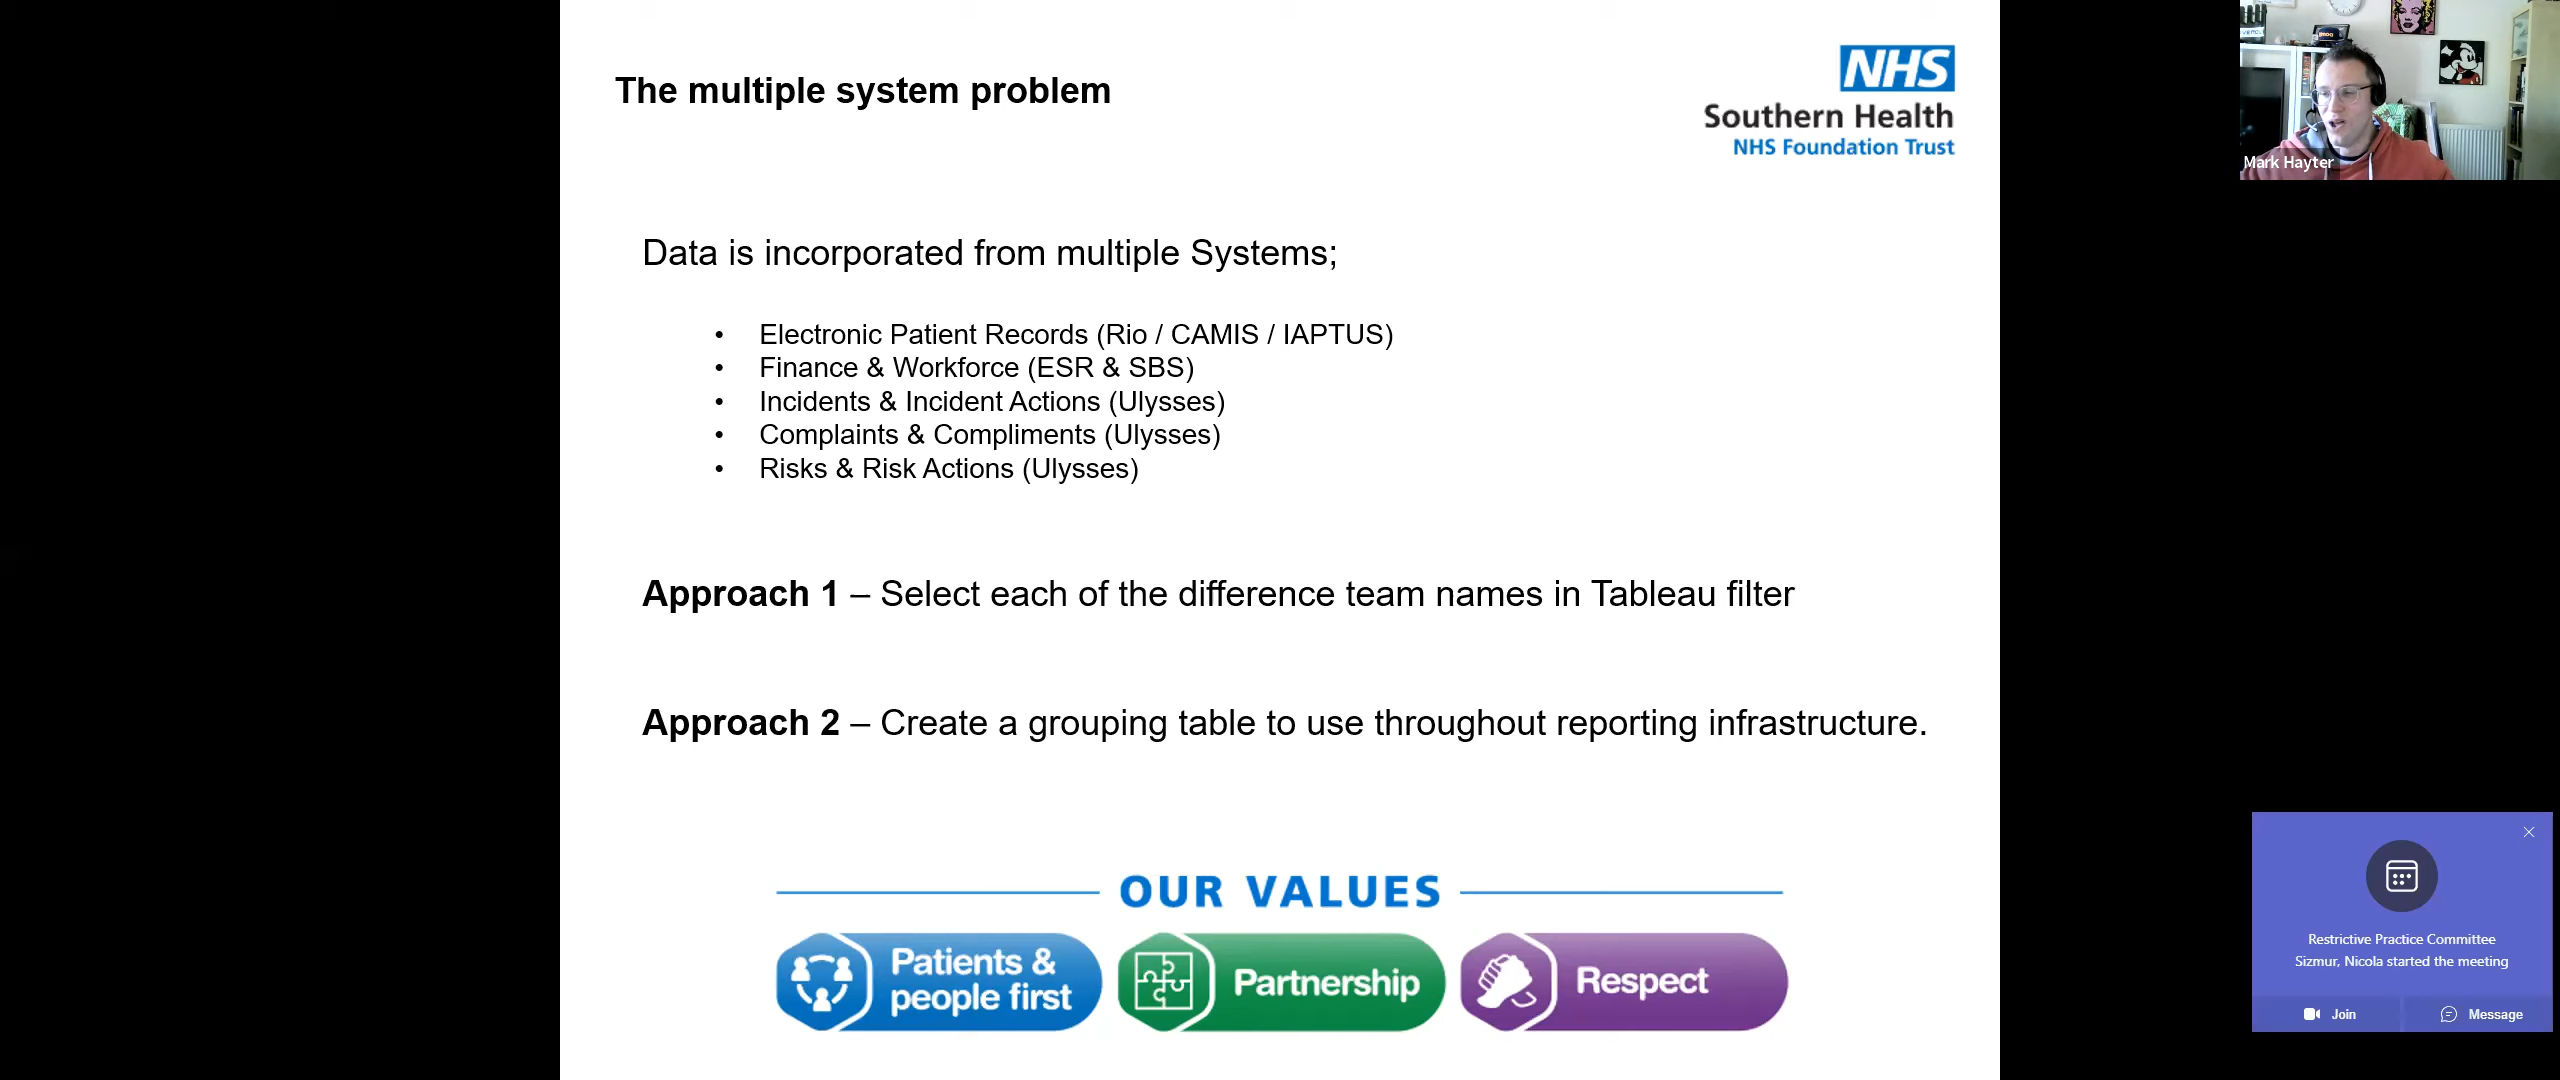 The multiple system problem
NHS
Southern Health
NHS Foundation Trust
Data is incorporated from multiple Systems;
• Electronic Patient Records (Rio / CAMIS / IAPTUS)
• Finance & Workforce (ESR & SBS)
• Incidents & Incident Actions (Ulysses)
• Complaints & Compliments (Ulysses)
• Risks & Risk Actions (Ulysses)
Approach 1 – Select each of the difference team names in Tableau filter
Approach 2 – Create a grouping table to use throughout reporting infrastructure.
OUR VALUES
Patients &
people first
Partnership
Respect
Mark Hayter
Restrictive Practice Committee
Sizmur, Nicola started the meeting
Join
Message